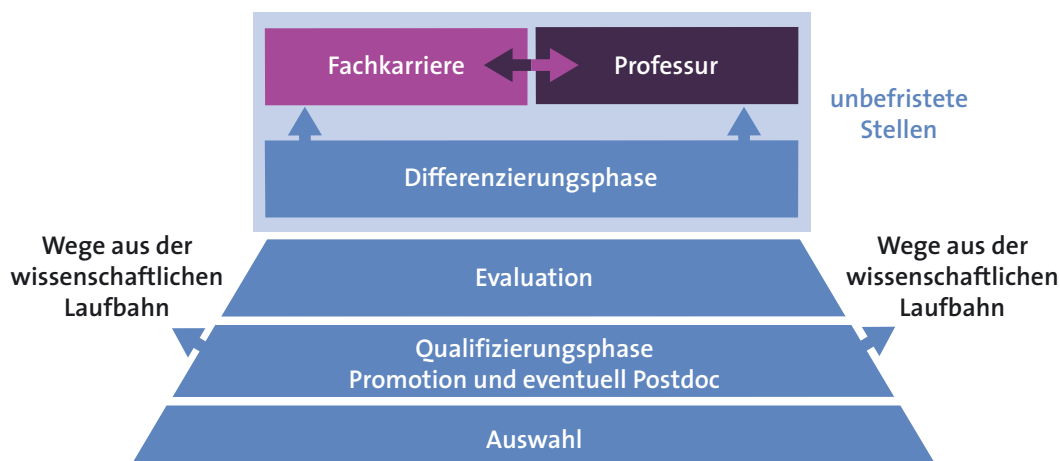 Fachkarriere
Professur
unbefristete
Stellen
Differenzierungsphase
Wege aus der
wissenschaftlichen
Laufbahn
Evaluation
Wege aus der
wissenschaftlichen
Laufbahn
Qualifizierungsphase
Promotion und eventuell Postdoc
Auswahl